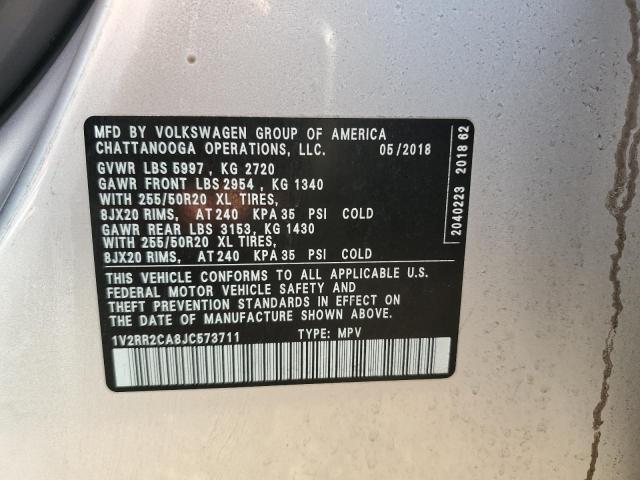 MFD BY VOLKSWAGEN GROUP OF AMERICA
CHATTANOOGA OPERATIONS, LLC. 05/2018
GVWR LBS 5997, KG 2720
GAWR FRONT LBS 2954, KG 1340
WITH 255/50R20 XL TIRES,
8JX20 RIMS, AT 240 KPA 35 PSI COLD
GAWR REAR LBS 3153, KG 1430
WITH 255/50R20 XL TIRES,
8JX20 RIMS, AT 240 KPA 35 PSI COLD
THIS VEHICLE CONFORMS TO ALL APPLICABLE U.S.
FEDERAL MOTOR VEHICLE SAFETY AND
THEFT PREVENTION STANDARDS IN EFFECT ON
THE DATE OF MANUFACTURE SHOWN ABOVE.
1V2RR2CA8JC573711 TYPE: MPV
2040223 2018 62